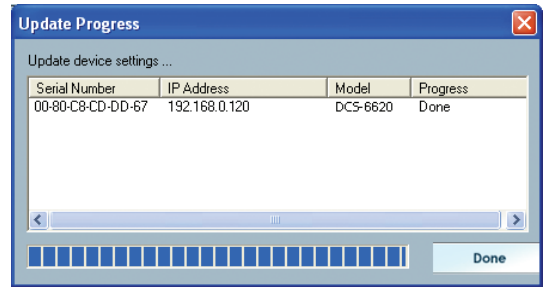 Update Progress
Update device settings ...
Serial Number IP Address Model Progress
00-80-C8-CD-DD-67 192.168.0.120 DCS-6620 Done
Done